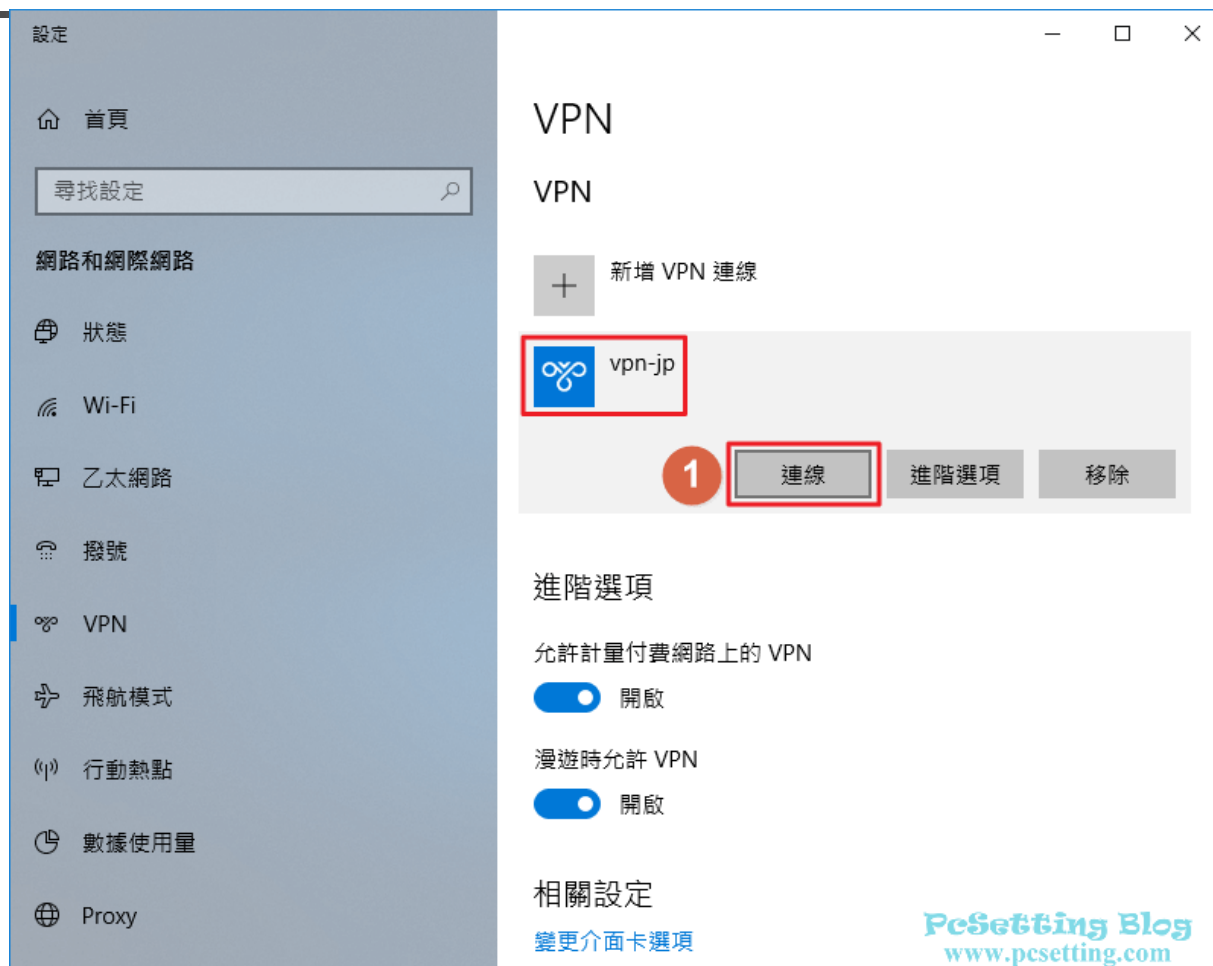 設定
首頁
尋找設定
網路和網際網路
狀態
Wi-Fi
乙太網路
撥號
VPN
飛航模式
行動熱點
數據使用量
Proxy
VPN
VPN
新增 VPN 連線
vpn-jp
1 連線 進階選項 移除
進階選項
允許計量付費網路上的 VPN
開啟
漫遊時允許 VPN
開啟
相關設定
變更介面卡選項
PcSetting Blog
www.pcsetting.com